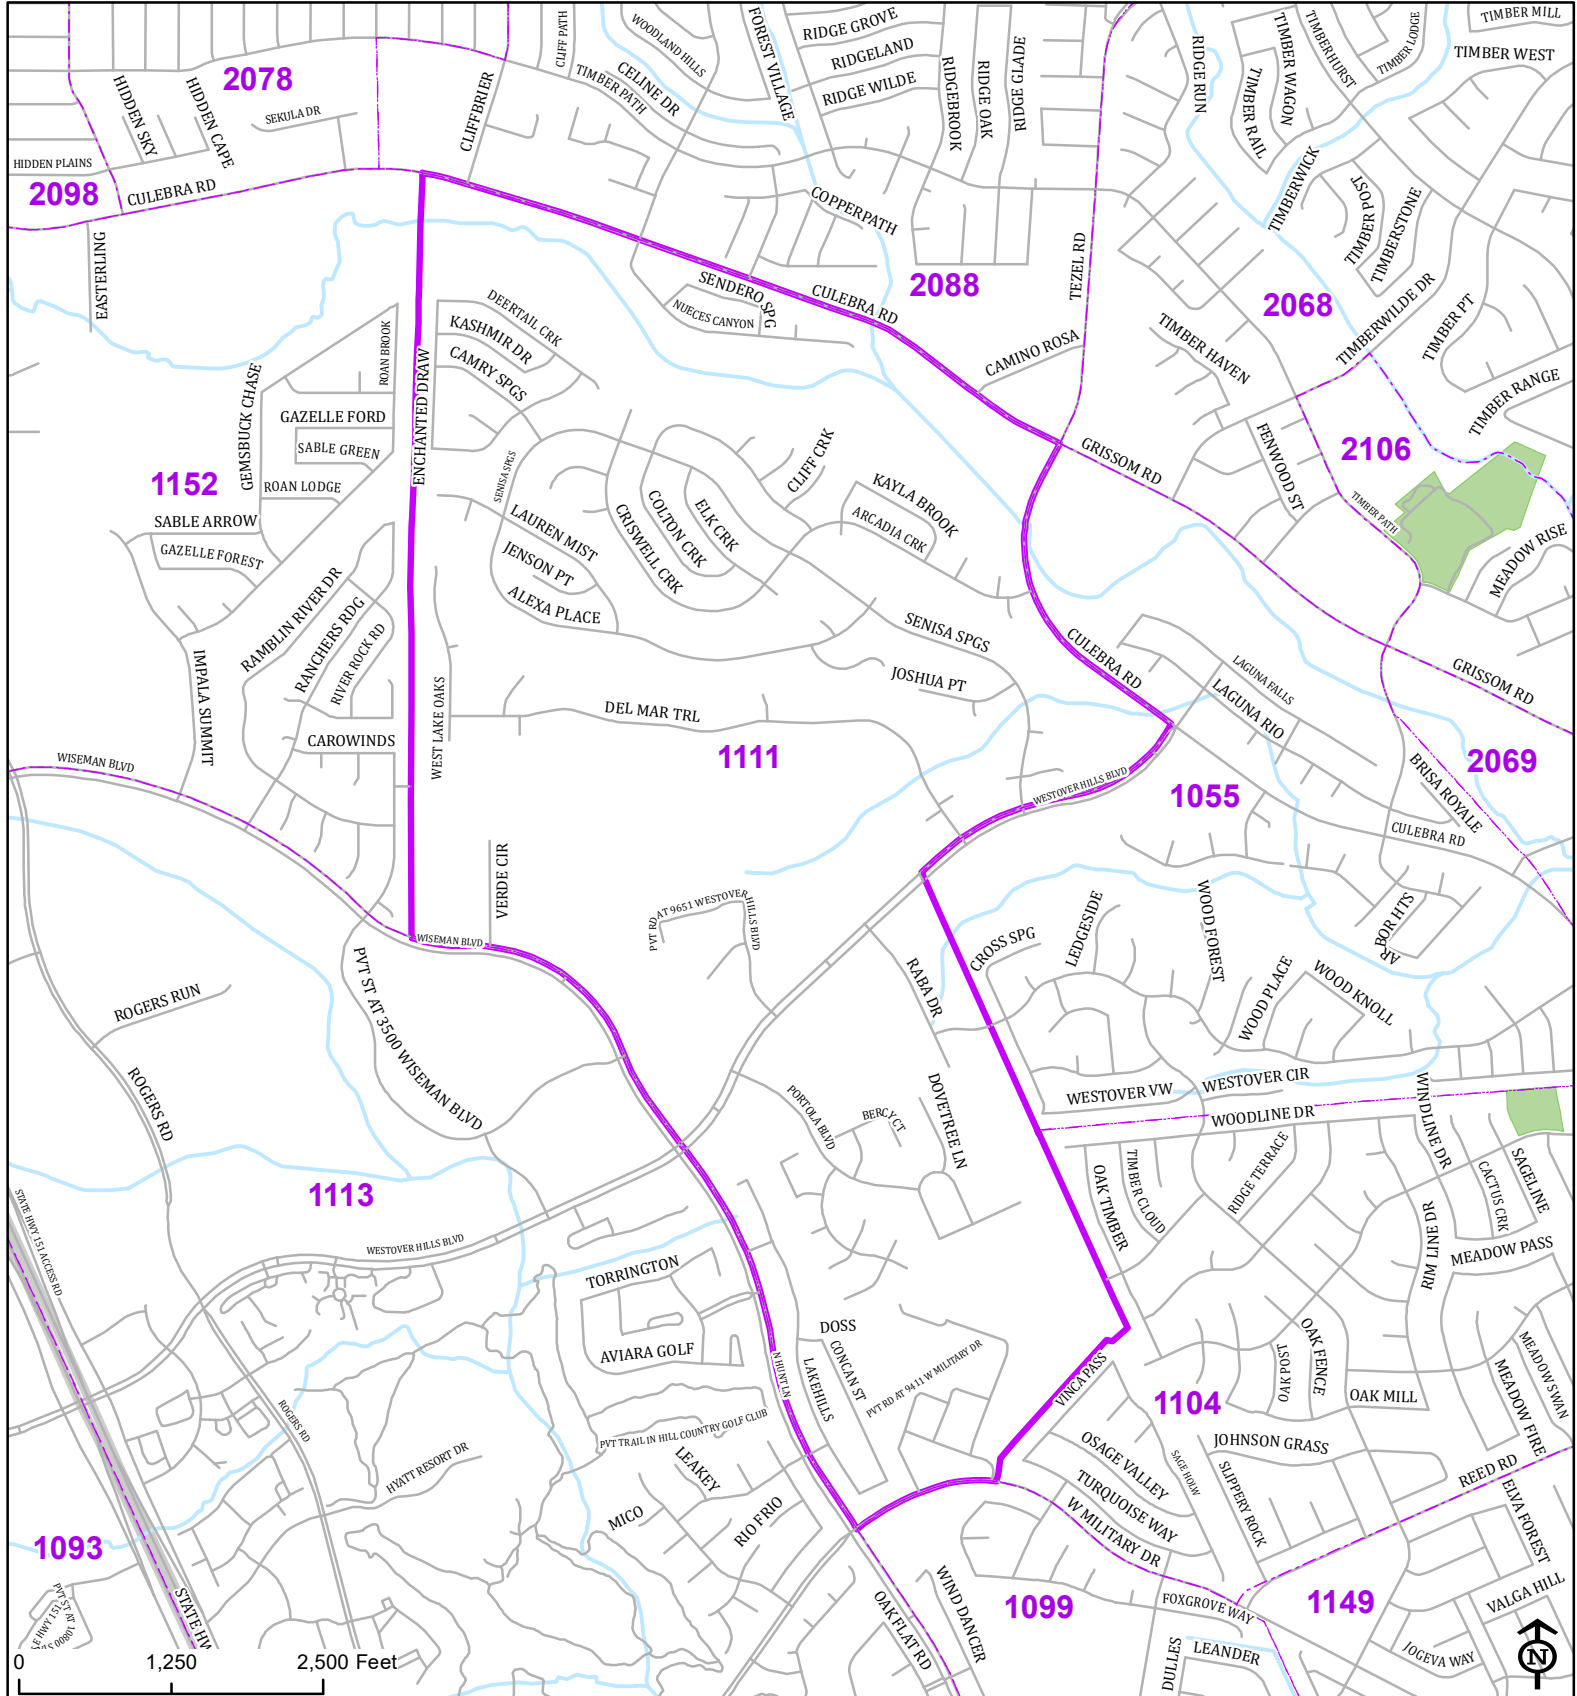 TIMBER MILL
WOODLAND HILLS
CLIFF PATH
FOREST VILLAGE
RIDGE GROVE
RIDGELAND
RIDGE WILDE
RIDGEBROOK
RIDGE OAK
RIDGE GLADE
RIDGE RUN
TIMBER WAGON
TIMBERHURST
TIMBER LODGE
TIMBER WEST
TIMBER RAIL
2078
HIDDEN SKY
HIDDEN CAPE
SEKULA DR
CLIFFBRIER
CELINE DR
TIMBER PATH
HIDDEN PLAINS
2098
CULEBRA RD
EASTERLING
COPPERPATH
TIMBERWICK
TIMBER POST
TIMBERSTONE
TEZEL RD
2088
2068
SENDERO SPG
NUECES CANYON
CULEBRA RD
TIMBERWILDE DR
TIMBER PT
TIMBER HAVEN
CAMINO ROSA
TIMBER RANGE
DEERTAIL CRK
KASHMIR DR
CAMRY SPGS
ROAN BROOK
ENCHANTED DRAW
GEMSBUCK CHASE
GAZELLE FORD
SABLE GREEN
1152
ROAN LODGE
SABLE ARROW
GAZELLE FOREST
SENISA SPGS
CLIFF CRK
GRISSOM RD
FENWOOD ST
2106
TIMBER PATH
MEADOW RISE
LAUREN MIST
JENSON PT
ALEXA PLACE
CRISWELL CRK
COLTON CRK
ELK CRK
KAYLA BROOK
ARCADIA CRK
RAMBLIN RIVER DR
RANCHERS RDG
RIVER ROCK RD
IMPALA SUMMIT
SENISA SPGS
JOSHUA PT
CULEBRA RD
LAGUNA FALLS
LAGUNA RIO
GRISSOM RD
DEL MAR TRL
WEST LAKE OAKS
CAROWINDS
WISEMAN BLVD
1111
WESTOVER HILLS BLVD
1055
2069
BRISA ROYALE
CULEBRA RD
VERDE CIR
PVT RD AT 9651 WESTOVER HILLS BLVD
WISEMAN BLVD
ARBOR HTS
LEDGESIDE
WOOD FOREST
CROSS SPG
WOOD PLACE
WOOD KNOLL
RABA DR
ROGERS RUN
PVT ST AT 3500 WISEMAN BLVD
ROGERS RD
PORTOLA BLVD
BERCY CT
DOVETREE LN
WESTOVER VW
WESTOVER CIR
WOODLINE DR
WINDLINE DR
SAGELINE
CACTUS CRK
OAK TIMBER
TIMBER CLOUD
RIDGE TERRACE
RIM LINE DR
MEADOW PASS
1113
STATE HWY 151 ACCESS RD
WESTOVER HILLS BLVD
TORRINGTON
AVIARA GOLF
N HUNT LN
DOSS
CONCAN ST
LAKEHILLS
PVT RD AT 9411 W MILITARY DR
VINCA PASS
OAK POST
OAK FENCE
OAK MILL
MEADOW SWAN
MEADOW FIRE
1104
ROGERS RD
HYATT RESORT DR
PVT TRAIL IN HILL COUNTRY GOLF CLUB
LEAKEY
MICO
RIO FRIO
OSAGE VALLEY
TURQUOISE WAY
W MILITARY DR
SAGE HOLW
JOHNSON GRASS
SLIPPERY ROCK
REED RD
ELVA FOREST
VALGA HILL
1093
PVT ST AT 10800 ST
E HWY 151
STATE HW
OAK FLAT RD
WIND DANCER
1099
FOXGROVE WAY
1149
DULLES
LEANDER
JOGEVA WAY
N
0 1,250 2,500 Feet